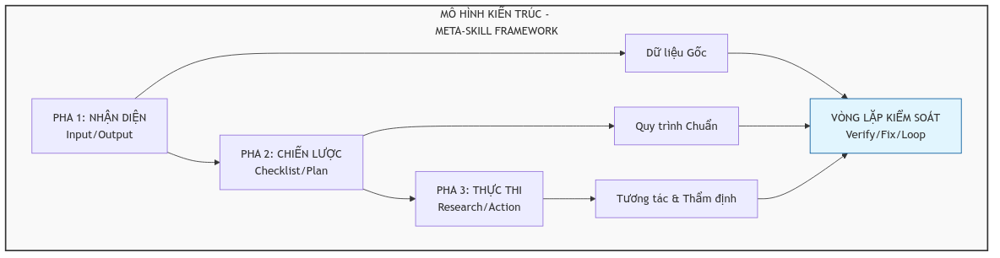 MÔ HÌNH KIẾN TRÚC -
META-SKILL FRAMEWORK
Dữ liệu Gốc
PHA 1: NHẬN DIỆN
Input/Output
Quy trình Chuẩn
VÒNG LẶP KIỂM SOÁT
Verify/Fix/Loop
PHA 2: CHIẾN LƯỢC
Checklist/Plan
PHA 3: THỰC THI
Research/Action
Tương tác & Thẩm định